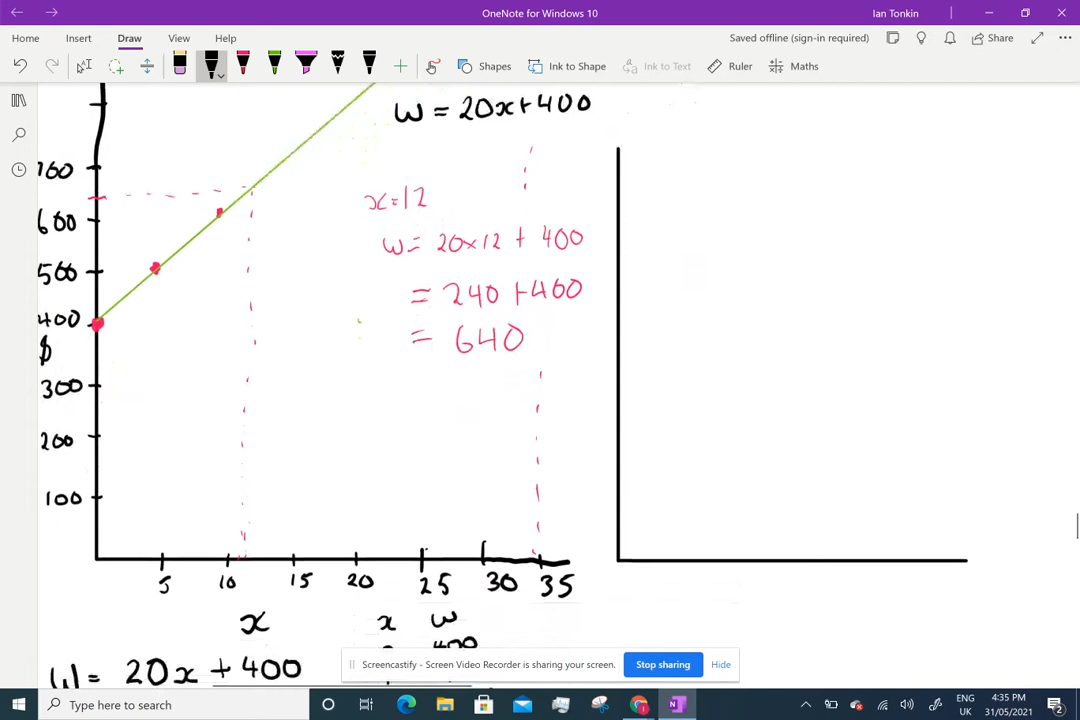 OneNote for Windows 10
Ian Tonkin
Home Insert Draw View Help
Saved offline (sign-in required)
Share
Shapes
Ink to Shape
Ink to Text
Ruler
Maths
W = 20x+400
700
x=12
600
W= 20x12 + 400
500
= 240 +400
400
= 640
$
300
200
100
5 10 15 20 25 30 35
x
x W
400
W= 20x + 400
Screencastify - Screen Video Recorder is sharing your screen.
Stop sharing
Hide
Type here to search
ENG
UK
4:35 PM
31/05/2021
2